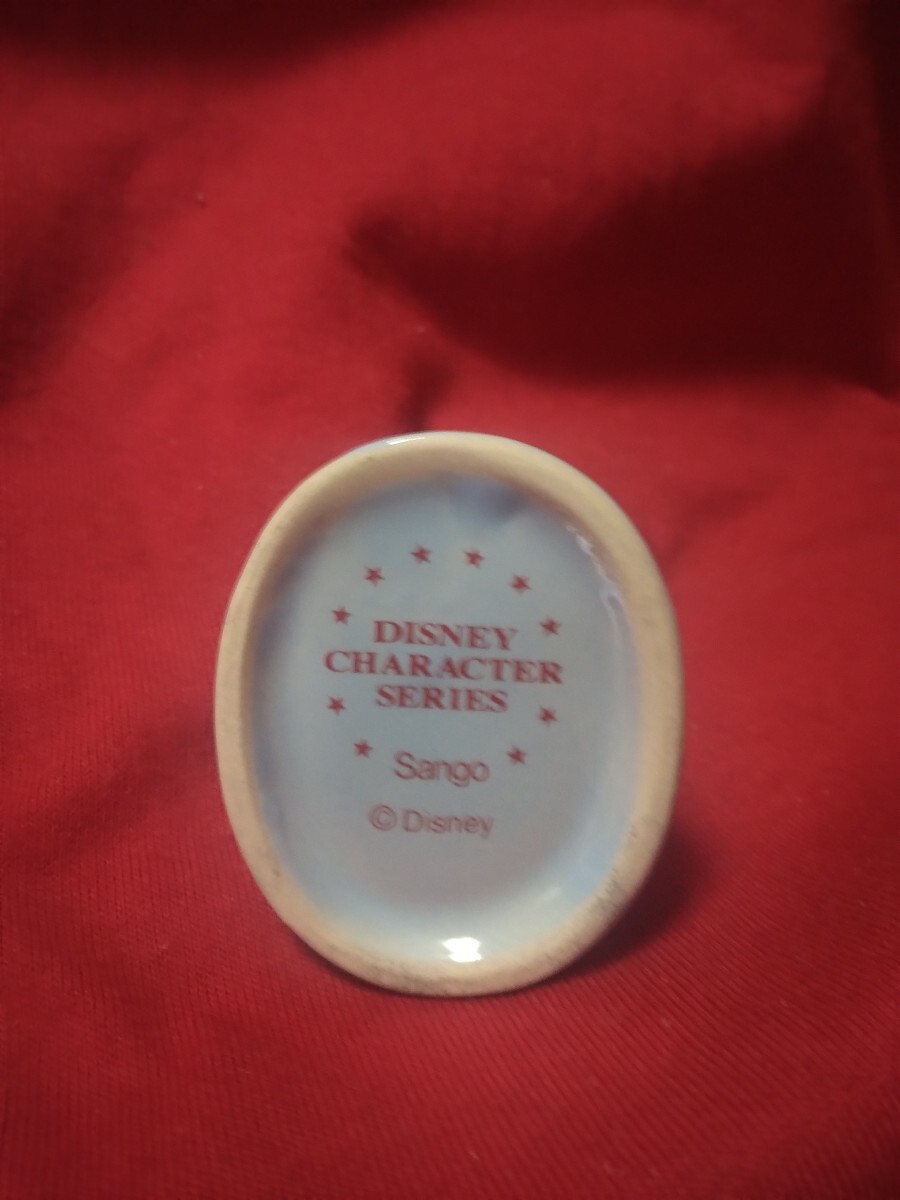 DISNEY
CHARACTER
SERIES
Sango
© Disney